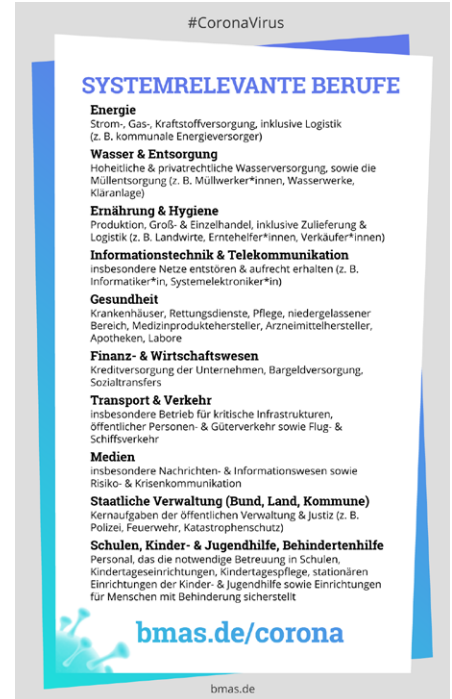 #CoronaVirus
SYSTEMRELEVANTE BERUFE
Energie
Strom-, Gas-, Kraftstoffversorgung, inklusive Logistik
(z. B. kommunale Energieversorger)
Wasser & Entsorgung
Hoheitliche & privatrechtliche Wasserversorgung, sowie die
Müllentsorgung (z. B. Müllwerker*innen, Wasserwerke,
Kläranlage)
Ernährung & Hygiene
Produktion, Groß- & Einzelhandel, inklusive Zulieferung &
Logistik (z. B. Landwirte, Erntehelfer*innen, Verkäufer*innen)
Informationstechnik & Telekommunikation
insbesondere Netze entstören & aufrecht erhalten (z. B.
Informatiker*in, Systemelektroniker*in)
Gesundheit
Krankenhäuser, Rettungsdienste, Pflege, niedergelassener
Bereich, Medizinproduktehersteller, Arzneimittelhersteller,
Apotheken, Labore
Finanz- & Wirtschaftswesen
Kreditversorgung der Unternehmen, Bargeldversorgung,
Sozialtransfers
Transport & Verkehr
insbesondere Betrieb für kritische Infrastrukturen,
öffentlicher Personen- & Güterverkehr sowie Flug- &
Schiffsverkehr
Medien
insbesondere Nachrichten- & Informationswesen sowie
Risiko- & Krisenkommunikation
Staatliche Verwaltung (Bund, Land, Kommune)
Kernaufgaben der öffentlichen Verwaltung & Justiz (z. B.
Polizei, Feuerwehr, Katastrophenschutz)
Schulen, Kinder- & Jugendhilfe, Behindertenhilfe
Personal, das die notwendige Betreuung in Schulen,
Kindertageseinrichtungen, Kindertagespflege, stationären
Einrichtungen der Kinder- & Jugendhilfe sowie Einrichtungen
für Menschen mit Behinderung sicherstellt
bmas.de/corona
bmas.de